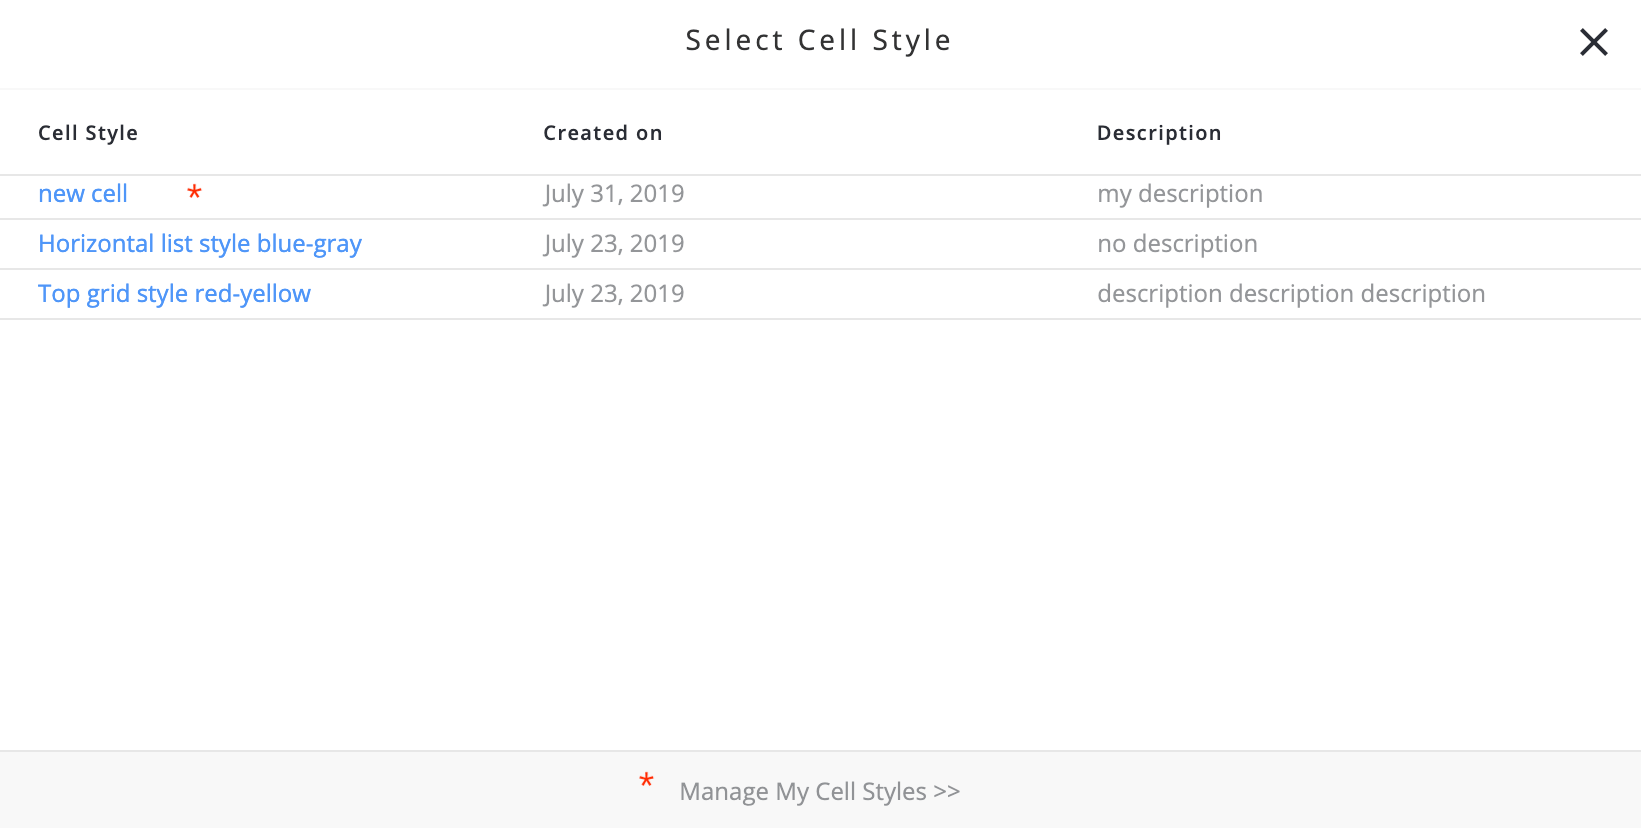 Select Cell Style
Cell Style Created on Description
new cell * July 31, 2019 my description
Horizontal list style blue-gray July 23, 2019 no description
Top grid style red-yellow July 23, 2019 description description description
* Manage My Cell Styles >>